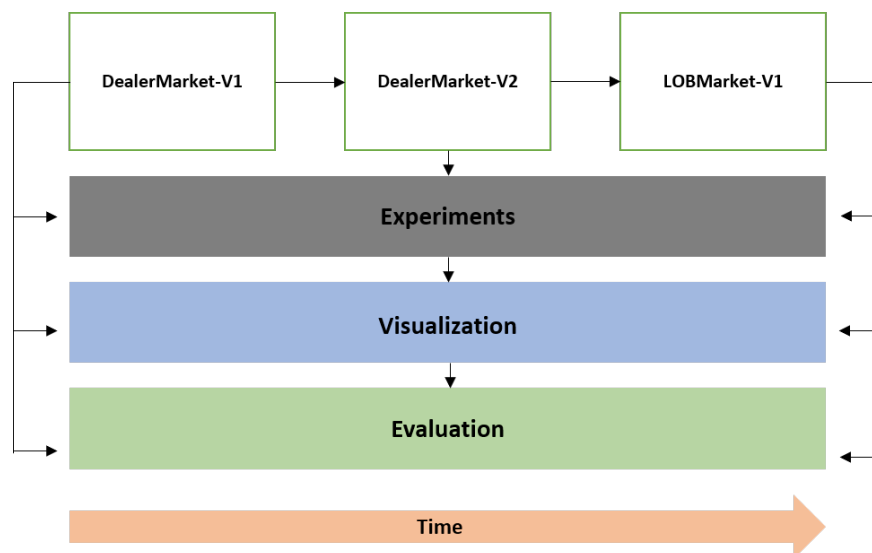 DealerMarket-V1
DealerMarket-V2
LOBMarket-V1
Experiments
Visualization
Evaluation
Time